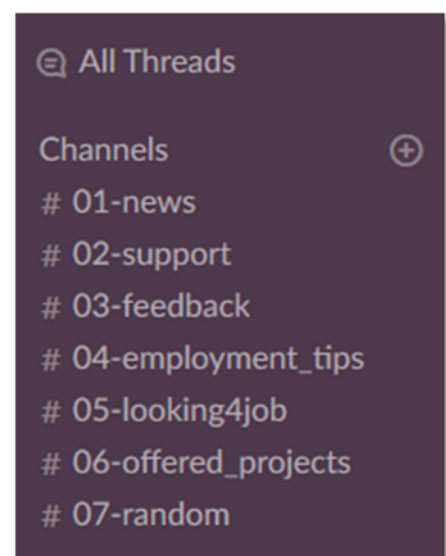 All Threads
Channels
# 01-news
# 02-support
# 03-feedback
# 04-employment_tips
# 05-looking4job
# 06-offered_projects
# 07-random